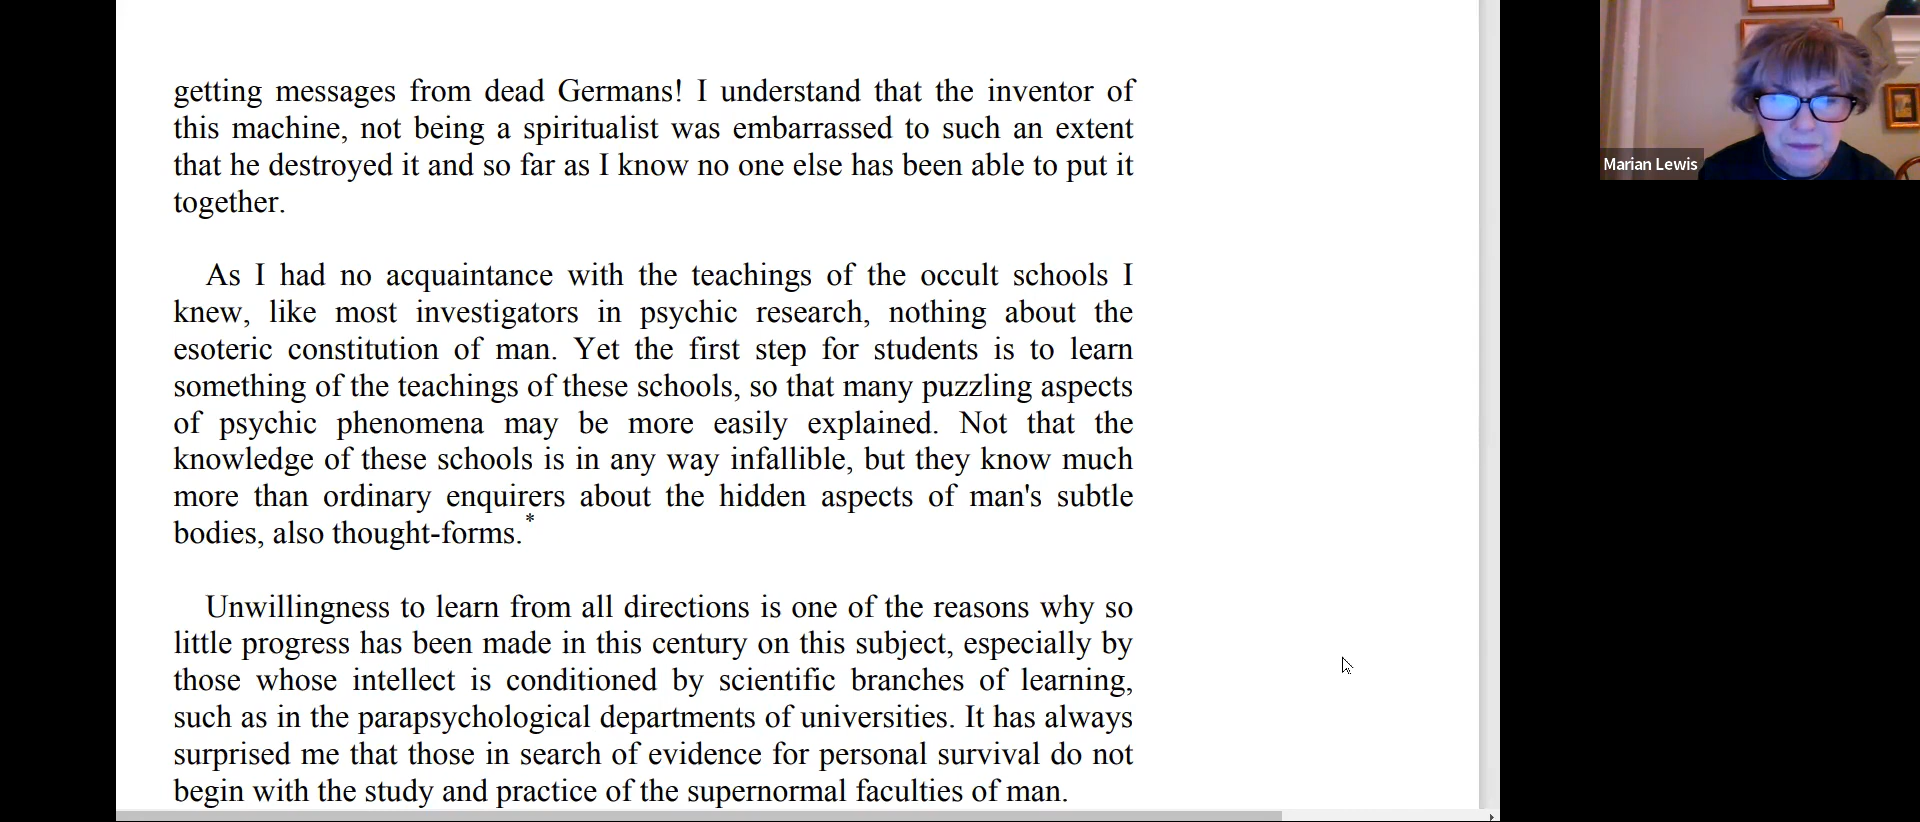 getting messages from dead Germans! I understand that the inventor of
this machine, not being a spiritualist was embarrassed to such an extent
that he destroyed it and so far as I know no one else has been able to put it
together.
As I had no acquaintance with the teachings of the occult schools I
knew, like most investigators in psychic research, nothing about the
esoteric constitution of man. Yet the first step for students is to learn
something of the teachings of these schools, so that many puzzling aspects
of psychic phenomena may be more easily explained. Not that the
knowledge of these schools is in any way infallible, but they know much
more than ordinary enquirers about the hidden aspects of man's subtle
bodies, also thought-forms.*
Unwillingness to learn from all directions is one of the reasons why so
little progress has been made in this century on this subject, especially by
those whose intellect is conditioned by scientific branches of learning,
such as in the parapsychological departments of universities. It has always
surprised me that those in search of evidence for personal survival do not
begin with the study and practice of the supernormal faculties of man.
Marian Lewis